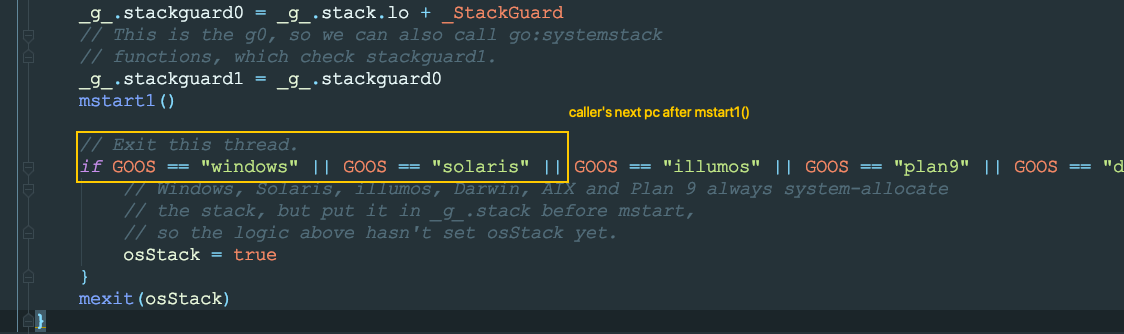 _g_.stackguard0 = _g_.stack.lo + _StackGuard
// This is the g0, so we can also call go:systemstack
// functions, which check stackguard1.
_g_.stackguard1 = _g_.stackguard0
mstart1()
caller's next pc after mstart1()
// Exit this thread.
if GOOS == "windows" || GOOS == "solaris" || GOOS == "illumos" || GOOS == "plan9" || GOOS == "d
// Windows, Solaris, illumos, Darwin, AIX and Plan 9 always system-allocate
// the stack, but put it in _g_.stack before mstart,
// so the logic above hasn't set osStack yet.
osStack = true
}
mexit(osStack)
}